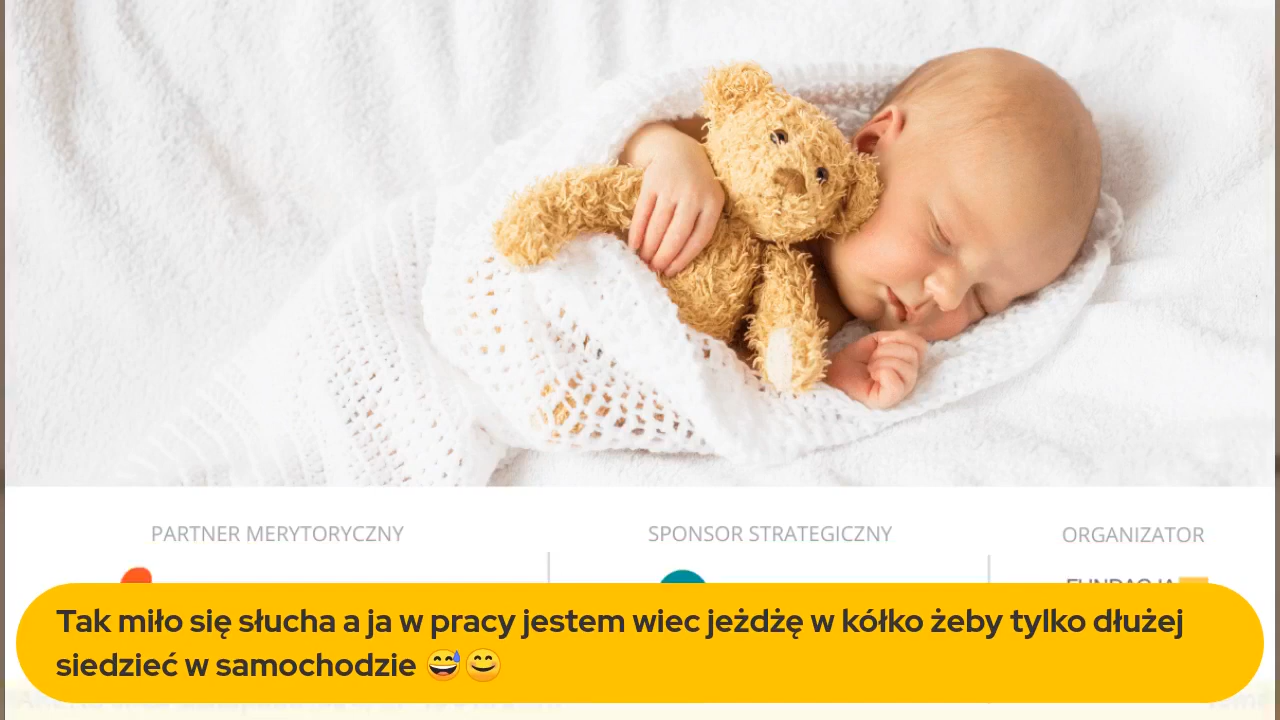 PARTNER MERYTORYCZNY
SPONSOR STRATEGICZNY
ORGANIZATOR
FUNDACJA
Tak miło się słucha a ja w pracy jestem wiec jeżdżę w kółko żeby tylko dłużej
siedzieć w samochodzie 😅😊